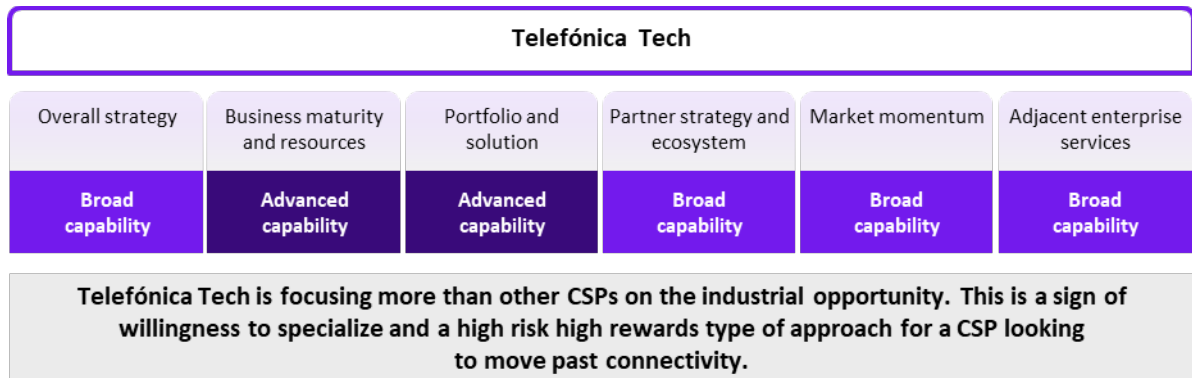 Telefónica Tech
Overall strategy
Business maturity
and resources
Portfolio and
solution
Partner strategy and
ecosystem
Market momentum
Adjacent enterprise
services
Broad
capability
Advanced
capability
Advanced
capability
Broad
capability
Broad
capability
Broad
capability
Telefónica Tech is focusing more than other CSPs on the industrial opportunity. This is a sign of
willingness to specialize and a high risk high rewards type of approach for a CSP looking
to move past connectivity.